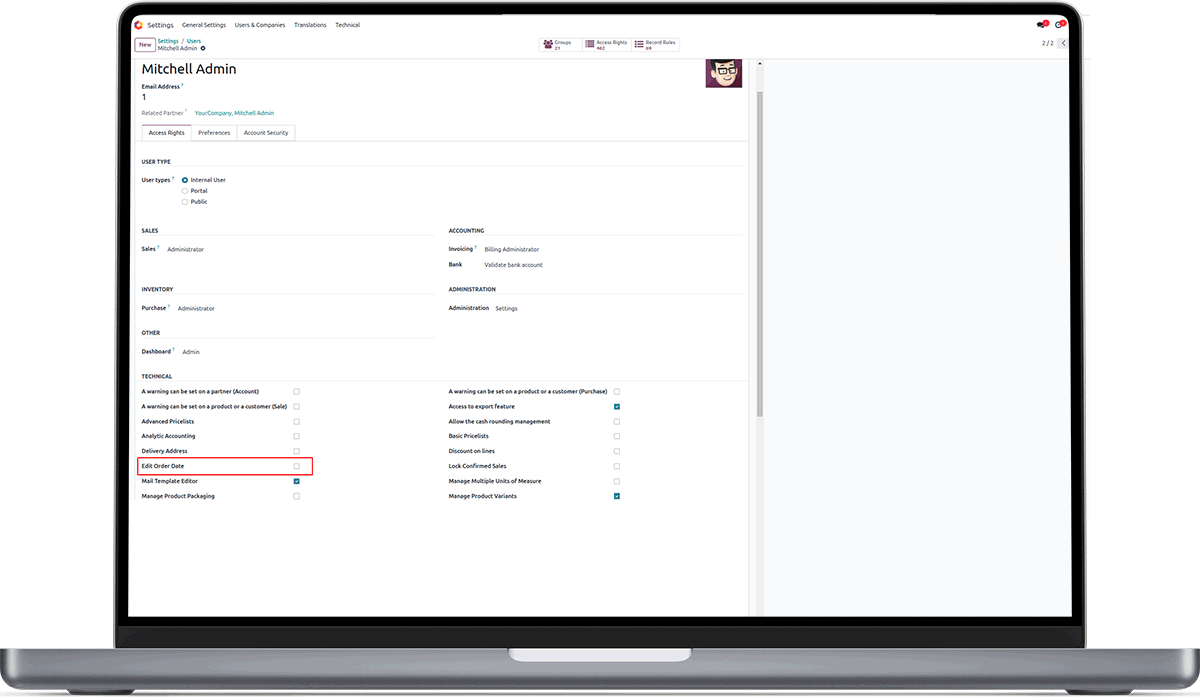 Settings General Settings Users & Companies Translations Technical
New Settings / Users
Mitchell Admin
Groups 21 Access Rights 462 Record Rules 69
2 / 2
Mitchell Admin
Email Address ?
1
Related Partner ? YourCompany, Mitchell Admin
Access Rights Preferences Account Security
USER TYPE
User types ? Internal User
Portal
Public
SALES ACCOUNTING
Sales ? Administrator Invoicing ? Billing Administrator
Bank Validate bank account
INVENTORY ADMINISTRATION
Purchase ? Administrator Administration Settings
OTHER
Dashboard ? Admin
TECHNICAL
A warning can be set on a partner (Account) A warning can be set on a product or a customer (Purchase)
A warning can be set on a product or a customer (Sale) Access to export feature
Advanced Pricelists Allow the cash rounding management
Analytic Accounting Basic Pricelists
Delivery Address Discount on lines
Edit Order Date Lock Confirmed Sales
Mail Template Editor Manage Multiple Units of Measure
Manage Product Packaging Manage Product Variants